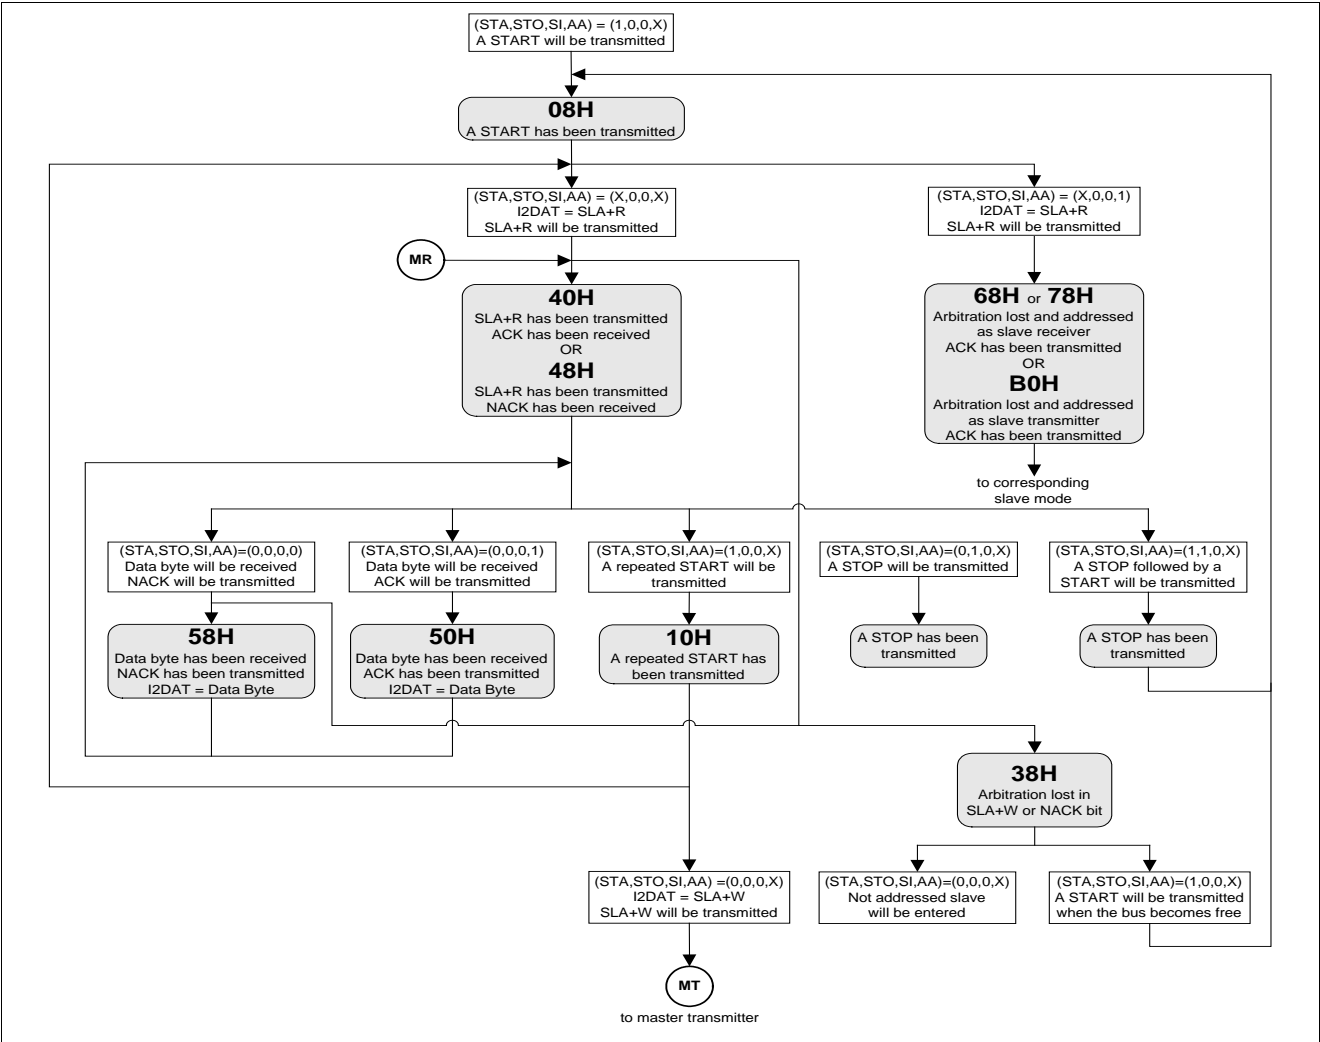 (STA,STO,SI,AA) = (1,0,0,X)
A START will be transmitted
08H
A START has been transmitted
(STA,STO,SI,AA) = (X,0,0,X)
I2DAT = SLA+R
SLA+R will be transmitted
(STA,STO,SI,AA) = (X,0,0,1)
I2DAT = SLA+R
SLA+R will be transmitted
MR
40H
SLA+R has been transmitted
ACK has been received
OR
48H
SLA+R has been transmitted
NACK has been received
68H or 78H
Arbitration lost and addressed
as slave receiver
ACK has been transmitted
OR
B0H
Arbitration lost and addressed
as slave transmitter
ACK has been transmitted
to corresponding
slave mode
(STA,STO,SI,AA)=(0,0,0,0)
Data byte will be received
NACK will be transmitted
(STA,STO,SI,AA)=(0,0,0,1)
Data byte will be received
ACK will be transmitted
(STA,STO,SI,AA)=(1,0,0,X)
A repeated START will be
transmitted
(STA,STO,SI,AA)=(0,1,0,X)
A STOP will be transmitted
(STA,STO,SI,AA)=(1,1,0,X)
A STOP followed by a
START will be transmitted
58H
Data byte has been received
NACK has been transmitted
I2DAT = Data Byte
50H
Data byte has been received
ACK has been transmitted
I2DAT = Data Byte
10H
A repeated START has
been transmitted
A STOP has been
transmitted
A STOP has been
transmitted
38H
Arbitration lost in
SLA+W or NACK bit
(STA,STO,SI,AA) =(0,0,0,X)
I2DAT = SLA+W
SLA+W will be transmitted
(STA,STO,SI,AA)=(0,0,0,X)
Not addressed slave
will be entered
(STA,STO,SI,AA)=(1,0,0,X)
A START will be transmitted
when the bus becomes free
MT
to master transmitter